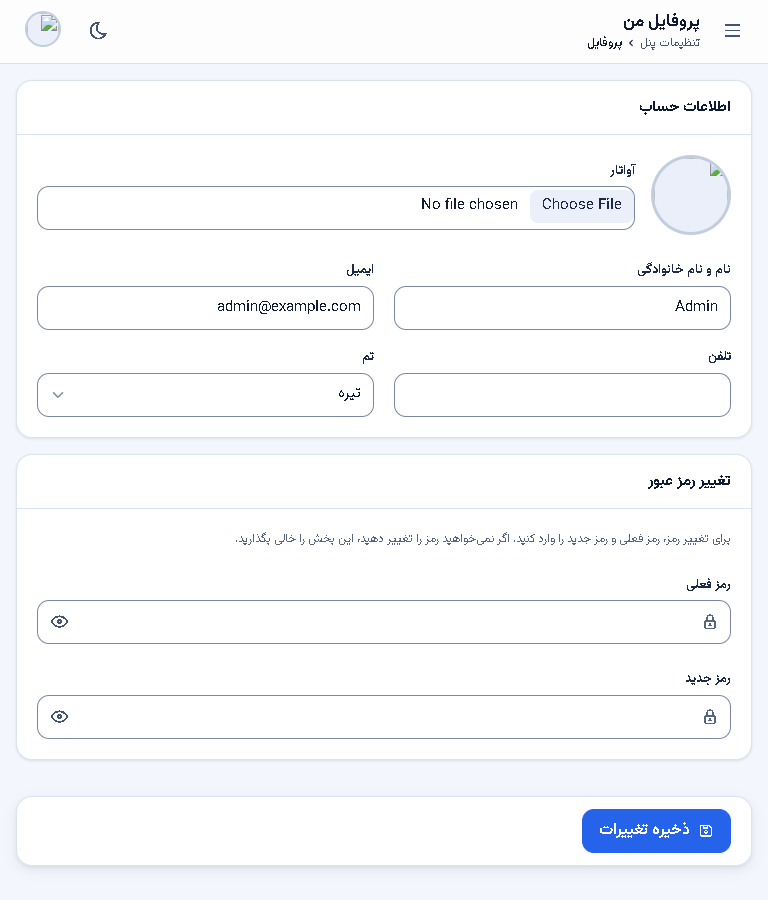 پروفایل من
تنظیمات پنل › پروفایل
اطلاعات حساب
آواتار
Choose File No file chosen
نام و نام خانوادگی
Admin
ایمیل
admin@example.com
تلفن
تم
تیره
تغییر رمز عبور
برای تغییر رمز، رمز فعلی و رمز جدید را وارد کنید. اگر نمی‌خواهید رمز را تغییر دهید، این بخش را خالی بگذارید.
رمز فعلی
رمز جدید
ذخیره تغییرات